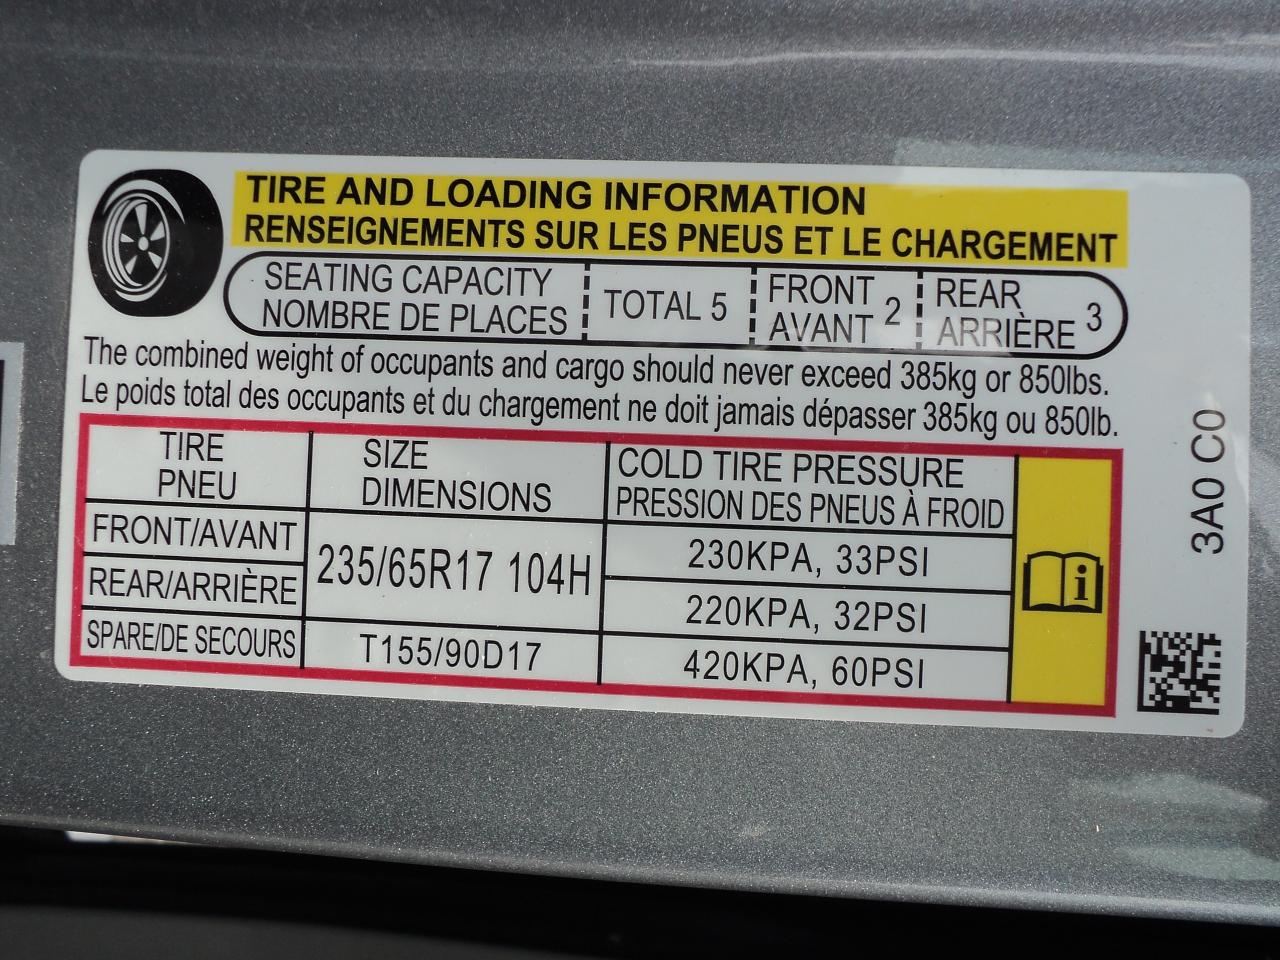 TIRE AND LOADING INFORMATION
RENSEIGNEMENTS SUR LES PNEUS ET LE CHARGEMENT
SEATING CAPACITY
NOMBRE DE PLACES
TOTAL 5
FRONT
AVANT
2
REAR
ARRIÈRE
3
The combined weight of occupants and cargo should never exceed 385kg or 850lbs.
Le poids total des occupants et du chargement ne doit jamais dépasser 385kg ou 850lb.
TIRE
PNEU
SIZE
DIMENSIONS
COLD TIRE PRESSURE
PRESSION DES PNEUS À FROID
FRONT/AVANT
REAR/ARRIÈRE
235/65R17 104H
230KPA, 33PSI
220KPA, 32PSI
SPARE/DE SECOURS
T155/90D17
420KPA, 60PSI
i
3A0 C0